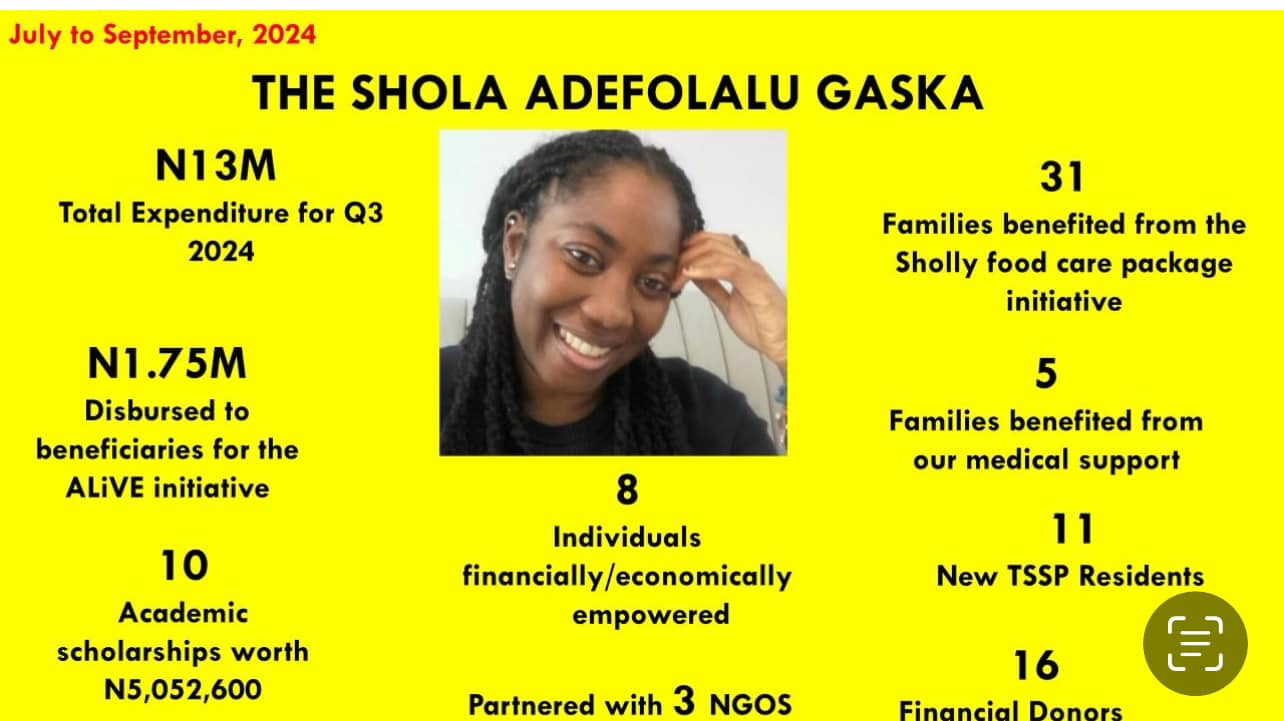 July to September, 2024
THE SHOLA ADEFOLALU GASKA
N13M
Total Expenditure for Q3
2024
N1.75M
Disbursed to
beneficiaries for the
ALiVE initiative
10
Academic
scholarships worth
N5,052,600
8
Individuals
financially/economically
empowered
Partnered with 3 NGOS
31
Families benefited from the
Sholly food care package
initiative
5
Families benefited from
our medical support
11
New TSSP Residents
16
Financial Donors